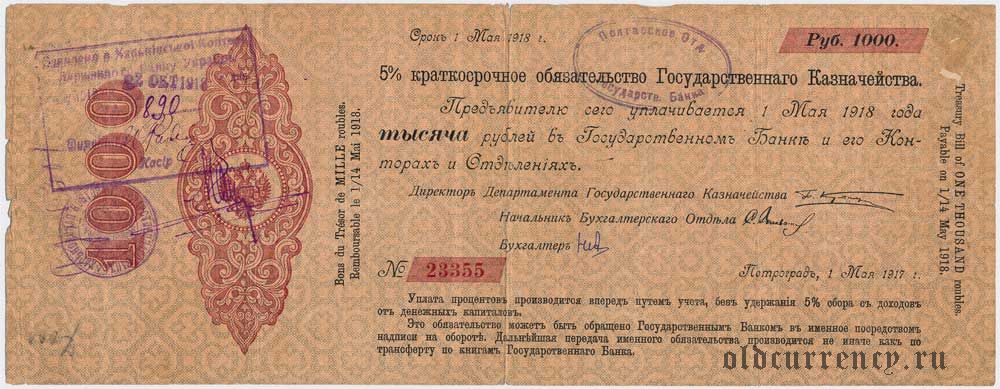 Срокъ 1 Мая 1918 г.
Руб. 1000.
5% краткосрочное обязательство Государственнаго Казначейства.
Предъявителю сего уплачивается 1 Мая 1918 года
тысяча рублей въ Государственномъ Банкѣ и его Кон-
торахъ и Отдѣленіяхъ.
Директоръ Департамента Государственнаго Казначейства
Начальникъ Бухгалтерскаго Отдѣла
Бухгалтеръ
№ 23355
Петроградъ, 1 Мая 1917 г.
Уплата процентовъ производится впередъ путемъ учета, безъ удержанія 5% сбора съ доходовъ
отъ денежныхъ капиталовъ.
Это обязательство можетъ быть обращено Государственнымъ Банкомъ въ именное посредствомъ
надписи на оборотѣ. Дальнѣйшая передача именного обязательства производится не иначе какъ по
трансферту по книгамъ Государственнаго Банка.
Bons du Trésor de MILLE roubles.
Remboursable le 1/14 Mai 1918.
Treasury Bill of ONE THOUSAND roubles.
Payable on 1/14 May 1918.
1000
Полтавское Отд.
Государств. Банка
Харківської
Державного Банку
22 ОКТ 1918
890
Касір
oldcurrency.ru